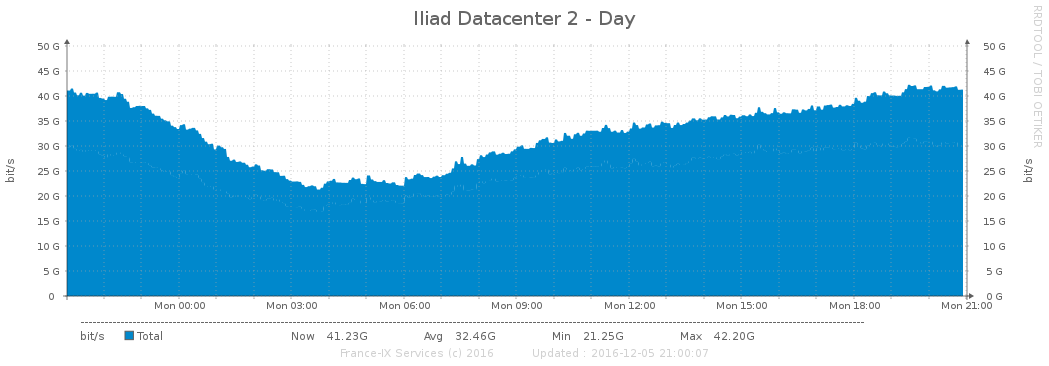 Iliad Datacenter 2 - Day
RRDTOOL / TOBI OETIKER
50 G 50 G
45 G 45 G
40 G 40 G
35 G 35 G
30 G 30 G
25 G 25 G
20 G 20 G
15 G 15 G
10 G 10 G
5 G 5 G
0 0 G
bit/s
bit/s
Mon 00:00 Mon 03:00 Mon 06:00 Mon 09:00 Mon 12:00 Mon 15:00 Mon 18:00 Mon 21:00
bit/s Total Now 41.23G Avg 32.46G Min 21.25G Max 42.20G
France-IX Services (c) 2016 Updated : 2016-12-05 21:00:07